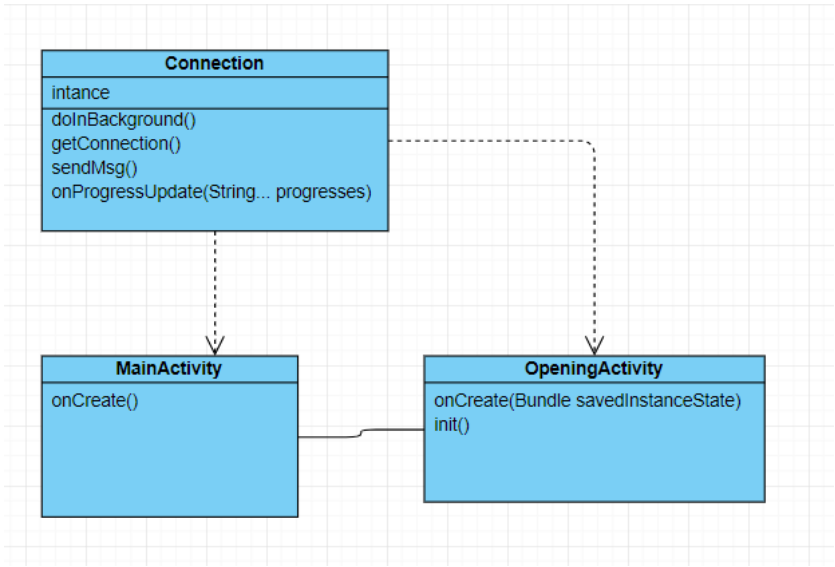 Connection
intance
doInBackground()
getConnection()
sendMsg()
onProgressUpdate(String... progresses)
MainActivity
onCreate()
OpeningActivity
onCreate(Bundle savedInstanceState)
init()